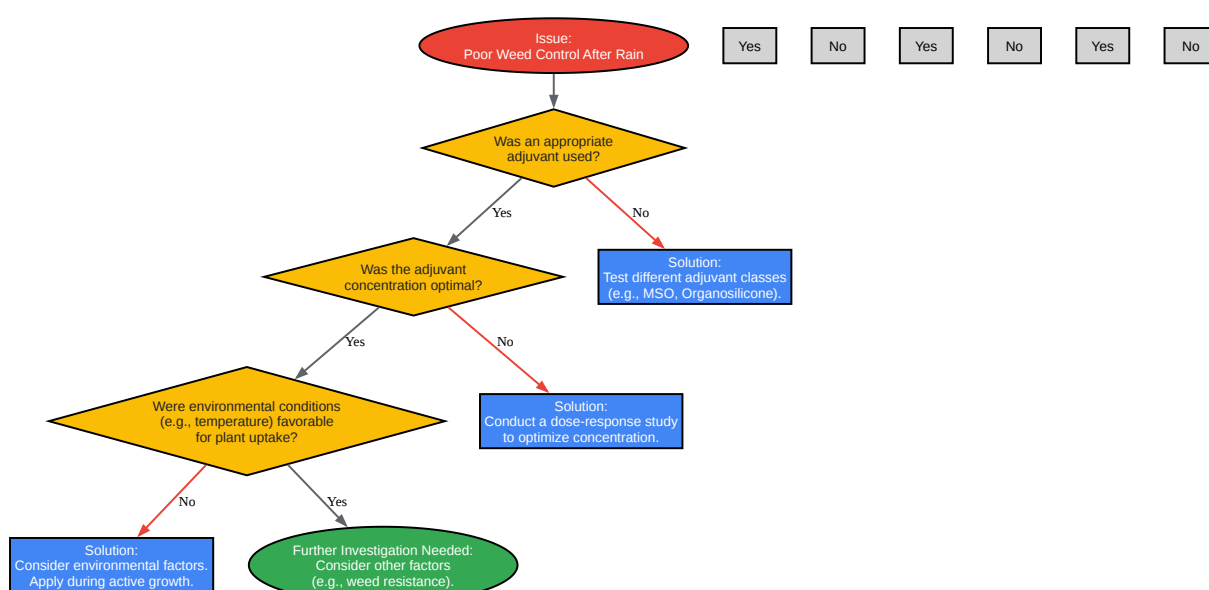 Issue:
Poor Weed Control After Rain
Yes
No
Yes
No
Yes
No
Was an appropriate
adjuvant used?
Yes
No
Was the adjuvant
concentration optimal?
Solution:
Test different adjuvant classes
(e.g., MSO, Organosilicone).
Yes
No
Were environmental conditions
(e.g., temperature) favorable
for plant uptake?
Solution:
Conduct a dose-response study
to optimize concentration.
No
Yes
Solution:
Consider environmental factors.
Apply during active growth.
Further Investigation Needed:
Consider other factors
(e.g., weed resistance).